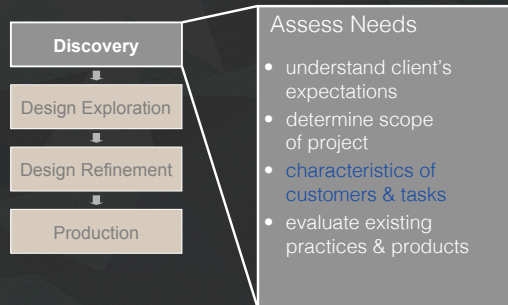 Discovery
Design Exploration
Design Refinement
Production
Assess Needs
• understand client’s
expectations
• determine scope
of project
• characteristics of
customers & tasks
• evaluate existing
practices & products